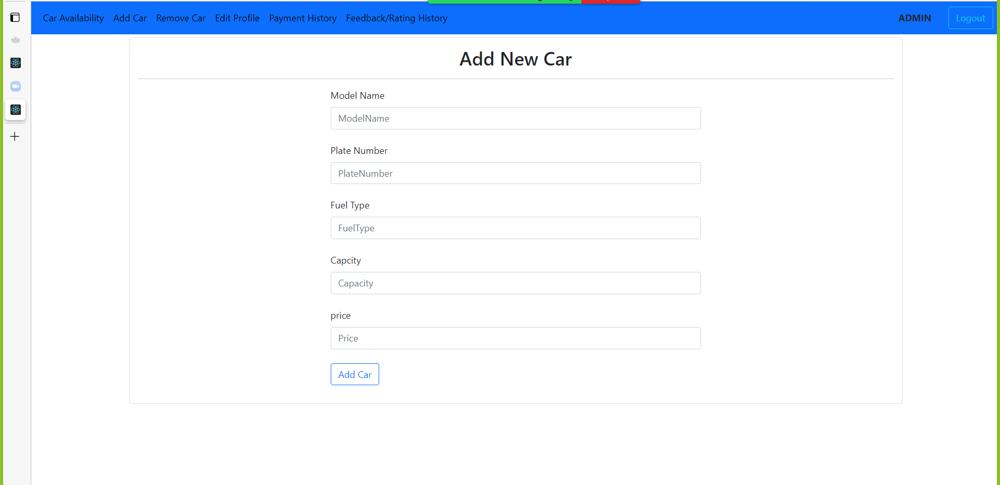 Car Availability Add Car Remove Car Edit Profile Payment History Feedback/Rating History ADMIN Logout
Add New Car
Model Name
ModelName
Plate Number
PlateNumber
Fuel Type
FuelType
Capcity
Capacity
price
Price
Add Car